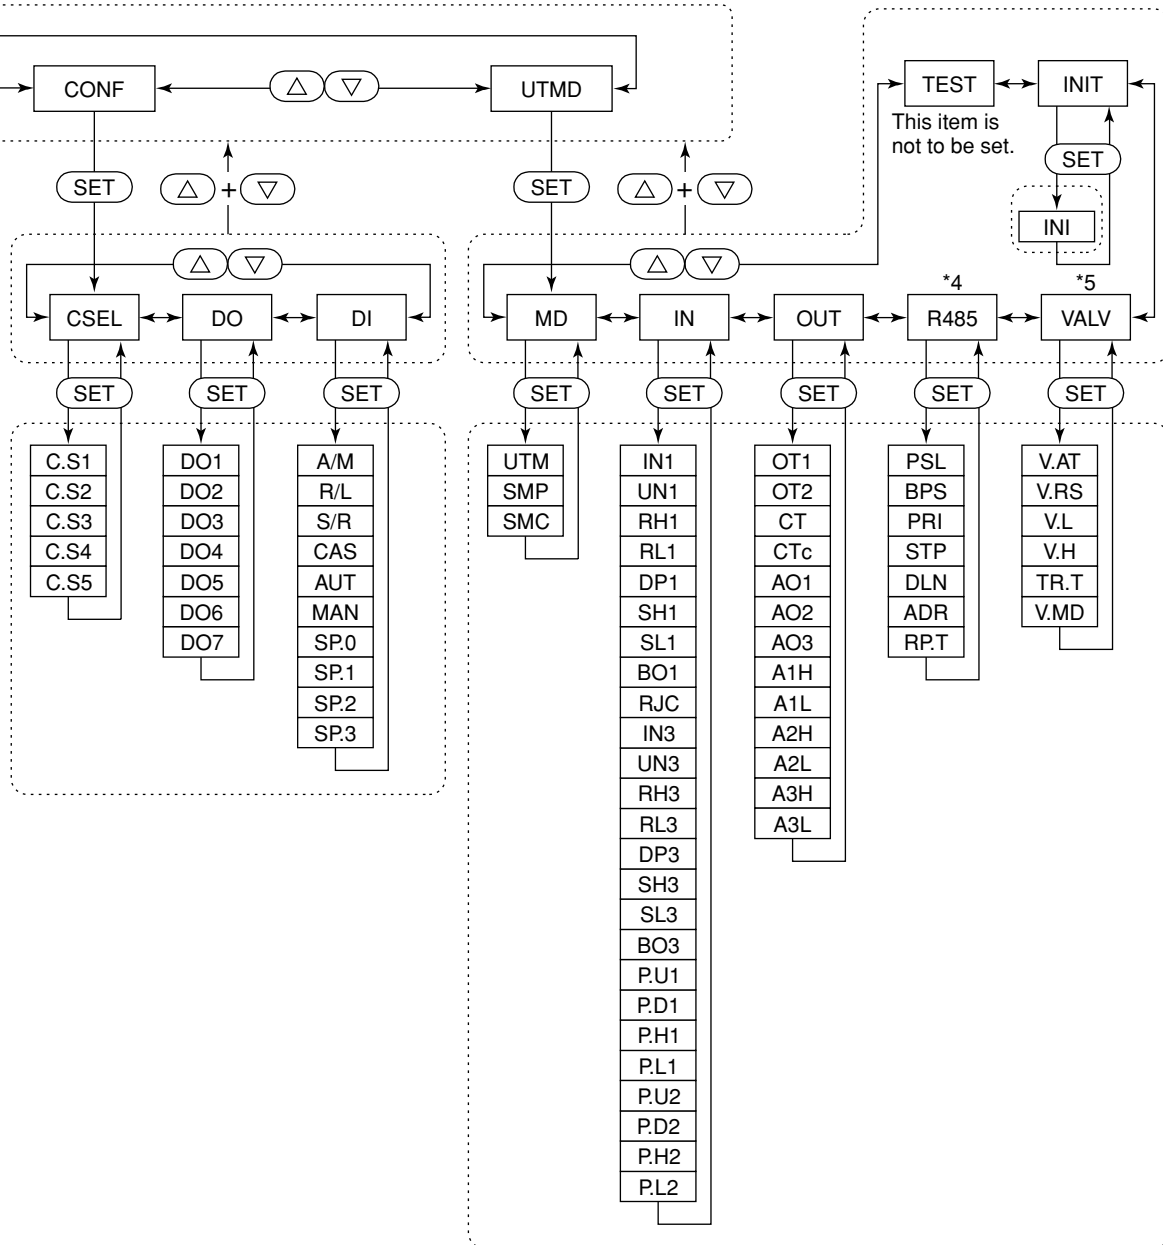 CONF
UTMD
TEST
INIT
This item is
not to be set.
SET
SET
+
SET
+
INI
*4
*5
CSEL
DO
DI
MD
IN
OUT
R485
VALV
SET
SET
SET
SET
SET
SET
SET
SET
C.S1
C.S2
C.S3
C.S4
C.S5
DO1
DO2
DO3
DO4
DO5
DO6
DO7
A/M
R/L
S/R
CAS
AUT
MAN
SP.0
SP.1
SP.2
SP.3
UTM
SMP
SMC
IN1
UN1
RH1
RL1
DP1
SH1
SL1
BO1
RJC
IN3
UN3
RH3
RL3
DP3
SH3
SL3
BO3
P.U1
P.D1
P.H1
P.L1
P.U2
P.D2
P.H2
P.L2
OT1
OT2
CT
CTc
AO1
AO2
AO3
A1H
A1L
A2H
A2L
A3H
A3L
PSL
BPS
PRI
STP
DLN
ADR
RP.T
V.AT
V.RS
V.L
V.H
TR.T
V.MD